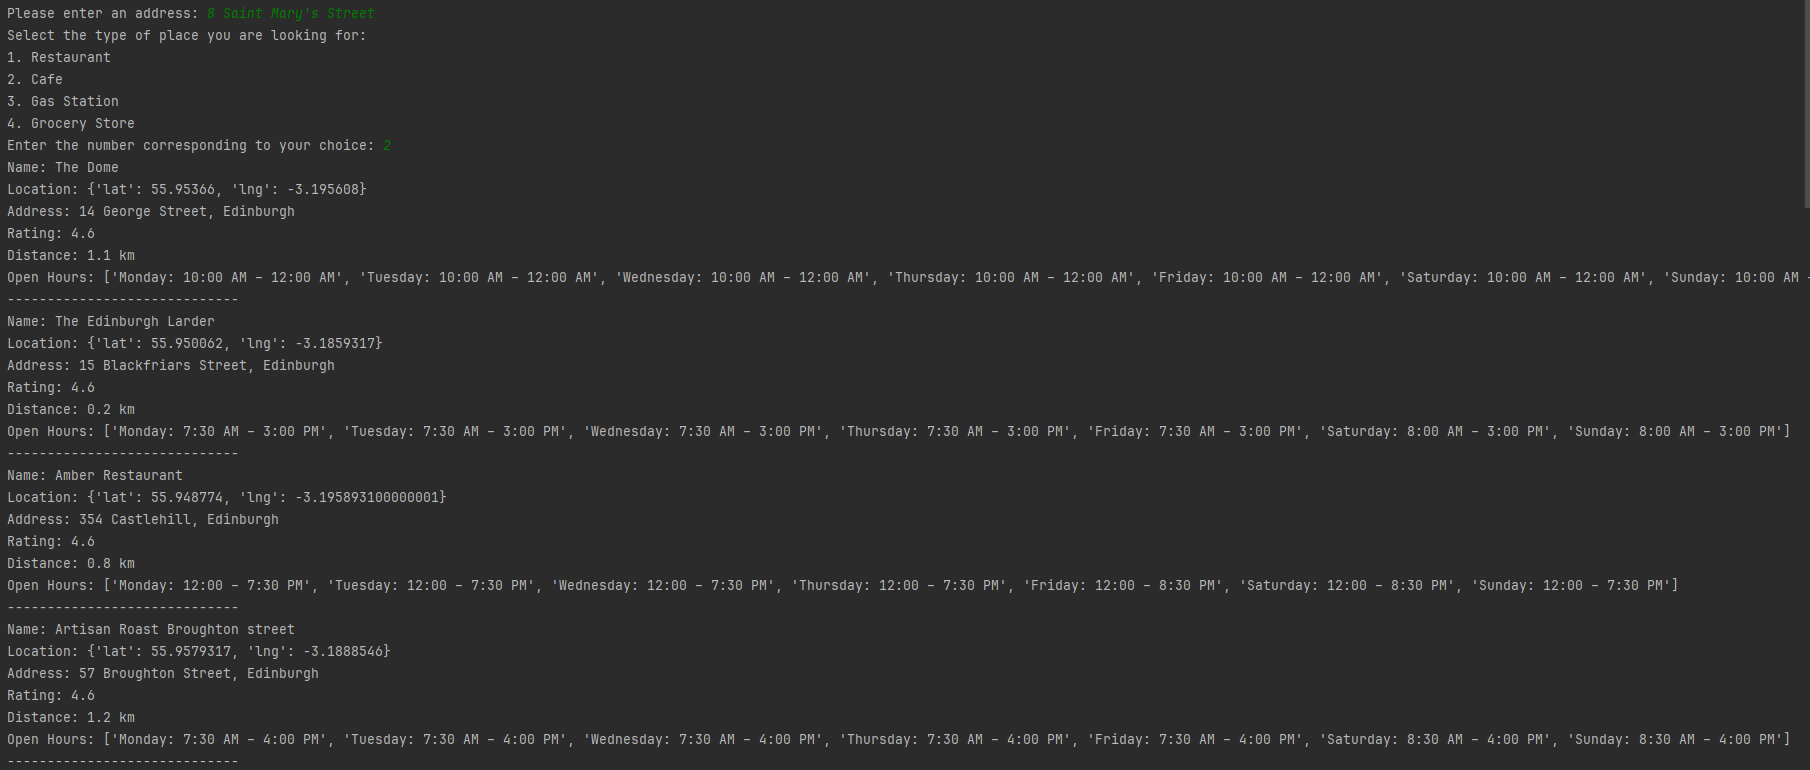 Please enter an address: 8 Saint Mary's Street
Select the type of place you are looking for:
1. Restaurant
2. Cafe
3. Gas Station
4. Grocery Store
Enter the number corresponding to your choice: 2
Name: The Dome
Location: {'lat': 55.95366, 'lng': -3.195608}
Address: 14 George Street, Edinburgh
Rating: 4.6
Distance: 1.1 km
Open Hours: ['Monday: 10:00 AM – 12:00 AM', 'Tuesday: 10:00 AM – 12:00 AM', 'Wednesday: 10:00 AM – 12:00 AM', 'Thursday: 10:00 AM – 12:00 AM', 'Friday: 10:00 AM – 12:00 AM', 'Saturday: 10:00 AM – 12:00 AM', 'Sunday: 10:00 AM –
-----------------------------
Name: The Edinburgh Larder
Location: {'lat': 55.950062, 'lng': -3.1859317}
Address: 15 Blackfriars Street, Edinburgh
Rating: 4.6
Distance: 0.2 km
Open Hours: ['Monday: 7:30 AM – 3:00 PM', 'Tuesday: 7:30 AM – 3:00 PM', 'Wednesday: 7:30 AM – 3:00 PM', 'Thursday: 7:30 AM – 3:00 PM', 'Friday: 7:30 AM – 3:00 PM', 'Saturday: 8:00 AM – 3:00 PM', 'Sunday: 8:00 AM – 3:00 PM']
-----------------------------
Name: Amber Restaurant
Location: {'lat': 55.948774, 'lng': -3.195893100000001}
Address: 354 Castlehill, Edinburgh
Rating: 4.6
Distance: 0.8 km
Open Hours: ['Monday: 12:00 – 7:30 PM', 'Tuesday: 12:00 – 7:30 PM', 'Wednesday: 12:00 – 7:30 PM', 'Thursday: 12:00 – 7:30 PM', 'Friday: 12:00 – 8:30 PM', 'Saturday: 12:00 – 8:30 PM', 'Sunday: 12:00 – 7:30 PM']
-----------------------------
Name: Artisan Roast Broughton street
Location: {'lat': 55.9579317, 'lng': -3.1888546}
Address: 57 Broughton Street, Edinburgh
Rating: 4.6
Distance: 1.2 km
Open Hours: ['Monday: 7:30 AM – 4:00 PM', 'Tuesday: 7:30 AM – 4:00 PM', 'Wednesday: 7:30 AM – 4:00 PM', 'Thursday: 7:30 AM – 4:00 PM', 'Friday: 7:30 AM – 4:00 PM', 'Saturday: 8:30 AM – 4:00 PM', 'Sunday: 8:30 AM – 4:00 PM']
-----------------------------